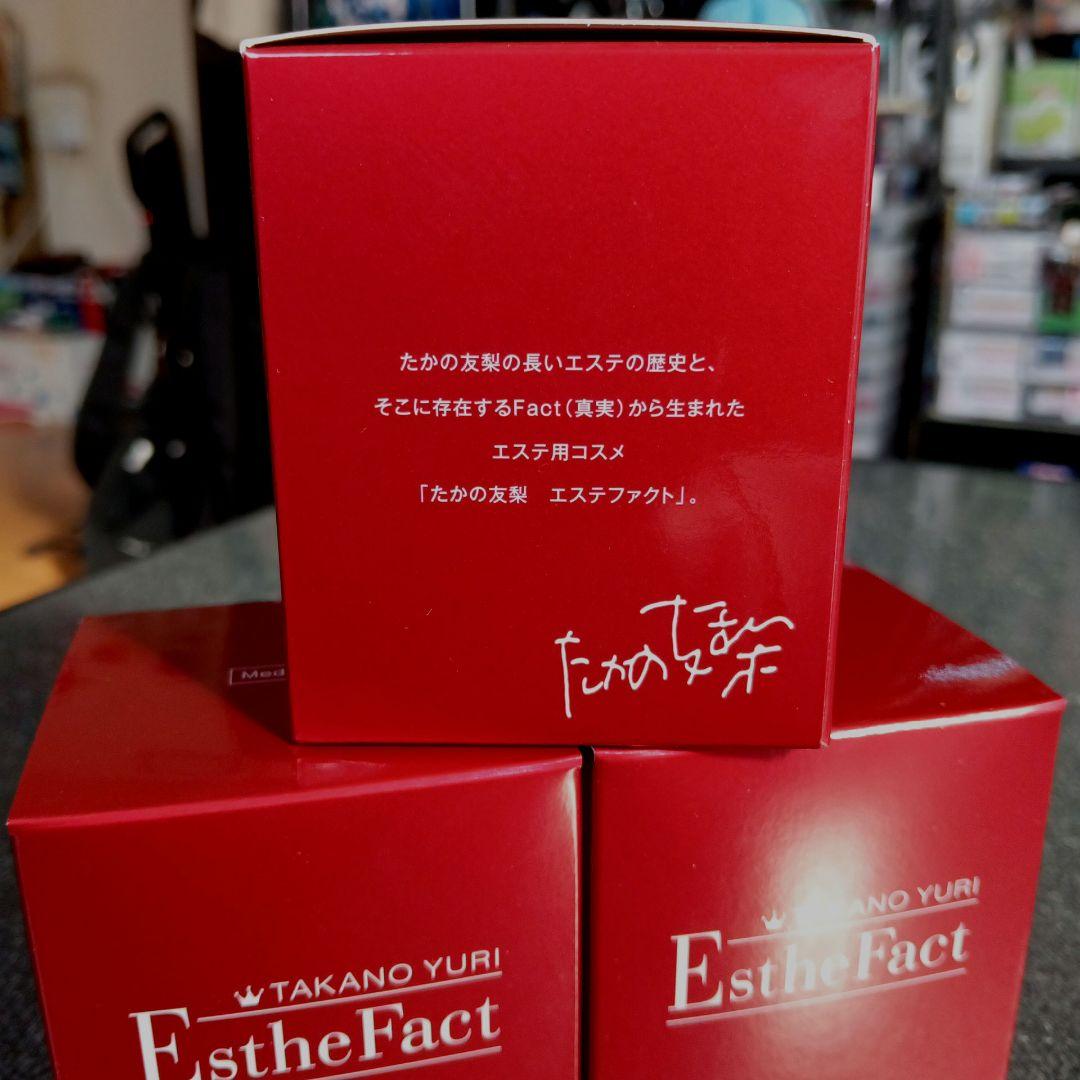 たかの友梨の長いエステの歴史と、
そこに存在するFact(真実)から生まれた
エステ用コスメ
「たかの友梨　エステファクト」。
たかの友梨
Med
TAKANO YURI
EstheFact
TAKANO YURI
EstheFact